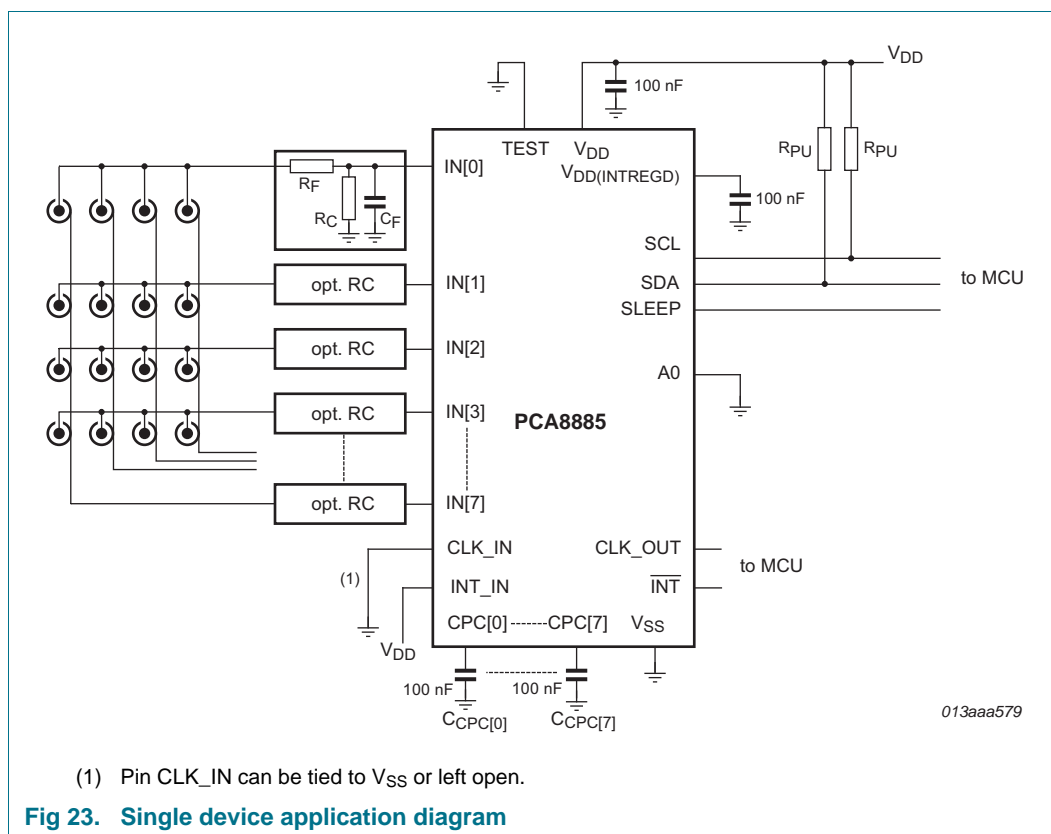 VDD
100 nF
TEST
VDD
RPU
RPU
IN[0]
VDD(INTREGD)
RF
100 nF
RC
CF
SCL
opt. RC
IN[1]
SDA
to MCU
SLEEP
opt. RC
IN[2]
A0
opt. RC
IN[3]
PCA8885
opt. RC
IN[7]
CLK_IN
CLK_OUT
to MCU
(1)
INT_IN
INT
CPC[0]
CPC[7]
VSS
VDD
100 nF
100 nF
CCPC[0]
CCPC[7]
013aaa579
(1) Pin CLK_IN can be tied to VSS or left open.
Fig 23. Single device application diagram